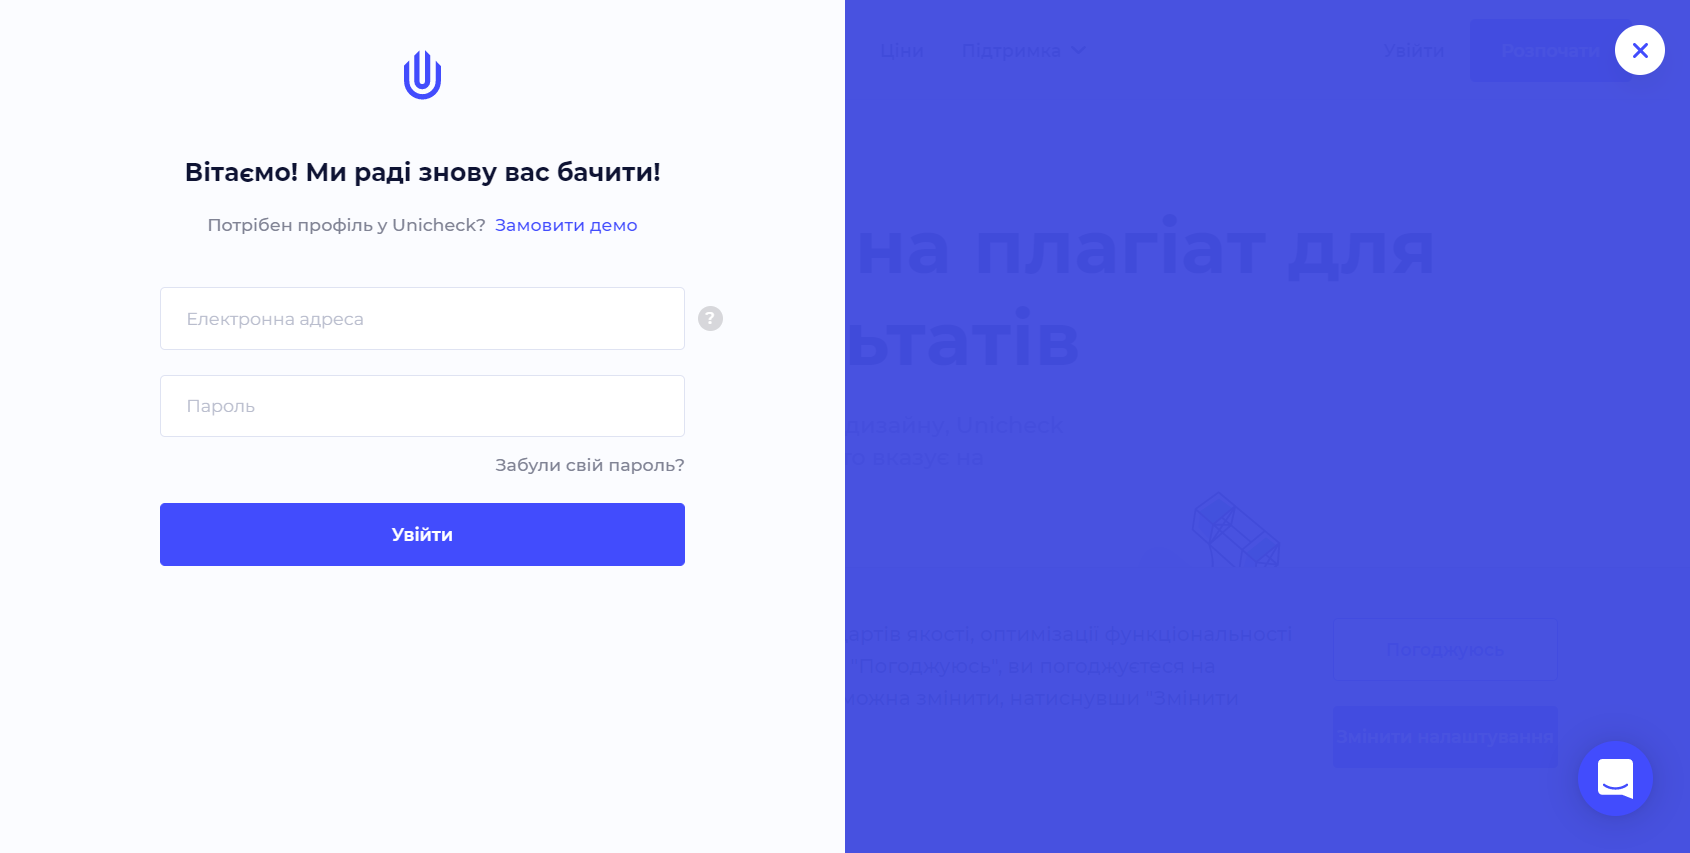 Вітаємо! Ми раді знову вас бачити!
Потрібен профіль у Unicheck? Замовити демо
Електронна адреса
?
Пароль
Забули свій пароль?
Увійти
Ціни Підтримка Увійти Розпочати
на плагіат для
ьтатів
дизайну, Unicheck
вказує на
артів якості, оптимізації функціональності
"Погоджуюсь", ви погоджуєтеся на
можна змінити, натиснувши "Змінити
Погоджуюсь
Змінити налаштування